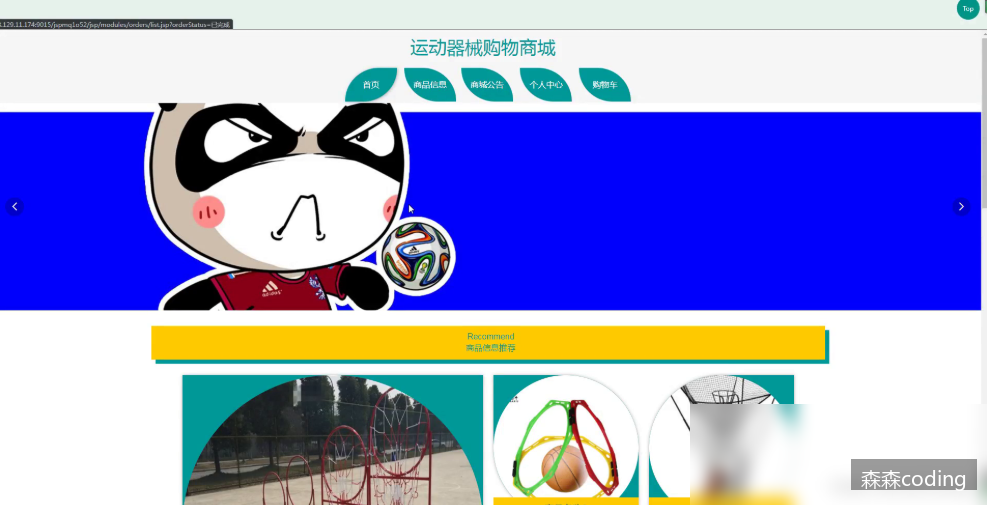 Top
.129.11.174:9015/jspmq1o52/jsp/modules/orders/list.jsp?orderStatus=已完成
运动器械购物商城
首页 商品信息 商城公告 个人中心 购物车
adidas
Recommend
商品信息推荐
森森coding